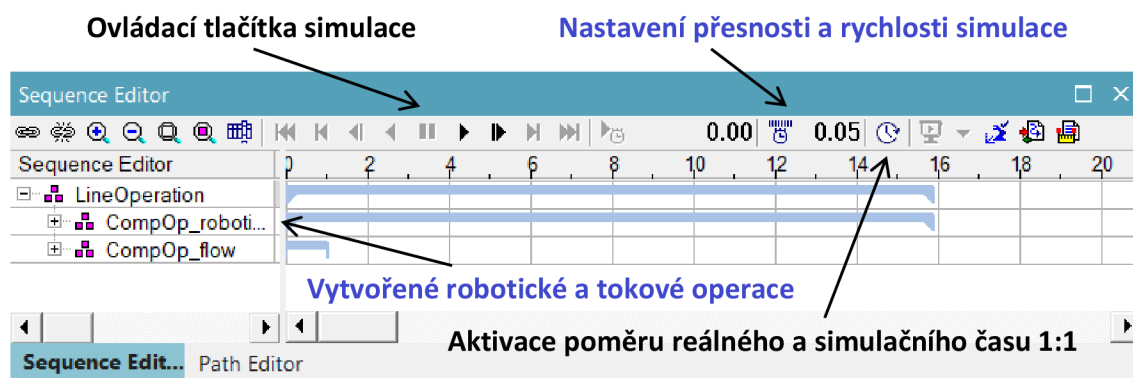 Ovládací tlačítka simulace
Nastavení přesnosti a rychlosti simulace
Sequence Editor
0.00
0.05
Sequence Editor
0 2 4 6 8 10 12 14 16 18 20
LineOperation
CompOp_roboti...
CompOp_flow
Vytvořené robotické a tokové operace
Aktivace poměru reálného a simulačního času 1:1
Sequence Edit... Path Editor